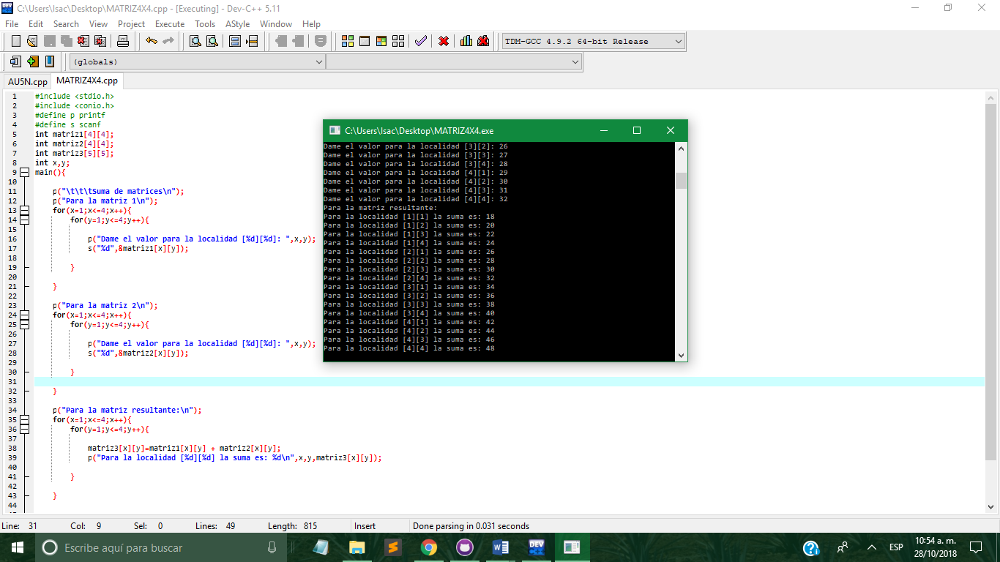 C:\Users\Isac\Desktop\MATRIZ4X4.cpp - [Executing] - Dev-C++ 5.11
File Edit Search View Project Execute Tools AStyle Window Help
TDM-GCC 4.9.2 64-bit Release
(globals)
AU5N.cpp MATRIZ4X4.cpp
1 #include <stdio.h>
2 #include <conio.h>
3 #define p printf
4 #define s scanf
5 int matriz1[4][4];
6 int matriz2[4][4];
7 int matriz3[5][5];
8 int x,y;
9 main(){
10
11 p("\t\t\tSuma de matrices\n");
12 p("Para la matriz 1\n");
13 for(x=1;x<=4;x++){
14 for(y=1;y<=4;y++){
15
16 p("Dame el valor para la localidad [%d][%d]: ",x,y);
17 s("%d",&matriz1[x][y]);
18
19 }
20
21 }
22
23 p("Para la matriz 2\n");
24 for(x=1;x<=4;x++){
25 for(y=1;y<=4;y++){
26
27 p("Dame el valor para la localidad [%d][%d]: ",x,y);
28 s("%d",&matriz2[x][y]);
29
30 }
31
32 }
33
34 p("Para la matriz resultante:\n");
35 for(x=1;x<=4;x++){
36 for(y=1;y<=4;y++){
37
38 matriz3[x][y]=matriz1[x][y] + matriz2[x][y];
39 p("Para la localidad [%d][%d] la suma es: %d\n",x,y,matriz3[x][y]);
40
41 }
42
43 }
44
C:\Users\Isac\Desktop\MATRIZ4X4.exe
Dame el valor para la localidad [3][2]: 26
Dame el valor para la localidad [3][3]: 27
Dame el valor para la localidad [3][4]: 28
Dame el valor para la localidad [4][1]: 29
Dame el valor para la localidad [4][2]: 30
Dame el valor para la localidad [4][3]: 31
Dame el valor para la localidad [4][4]: 32
Para la matriz resultante:
Para la localidad [1][1] la suma es: 18
Para la localidad [1][2] la suma es: 20
Para la localidad [1][3] la suma es: 22
Para la localidad [1][4] la suma es: 24
Para la localidad [2][1] la suma es: 26
Para la localidad [2][2] la suma es: 28
Para la localidad [2][3] la suma es: 30
Para la localidad [2][4] la suma es: 32
Para la localidad [3][1] la suma es: 34
Para la localidad [3][2] la suma es: 36
Para la localidad [3][3] la suma es: 38
Para la localidad [3][4] la suma es: 40
Para la localidad [4][1] la suma es: 42
Para la localidad [4][2] la suma es: 44
Para la localidad [4][3] la suma es: 46
Para la localidad [4][4] la suma es: 48
Line: 31 Col: 9 Sel: 0 Lines: 49 Length: 815 Insert Done parsing in 0.031 seconds
Escribe aquí para buscar
ESP
10:54 a. m.
28/10/2018